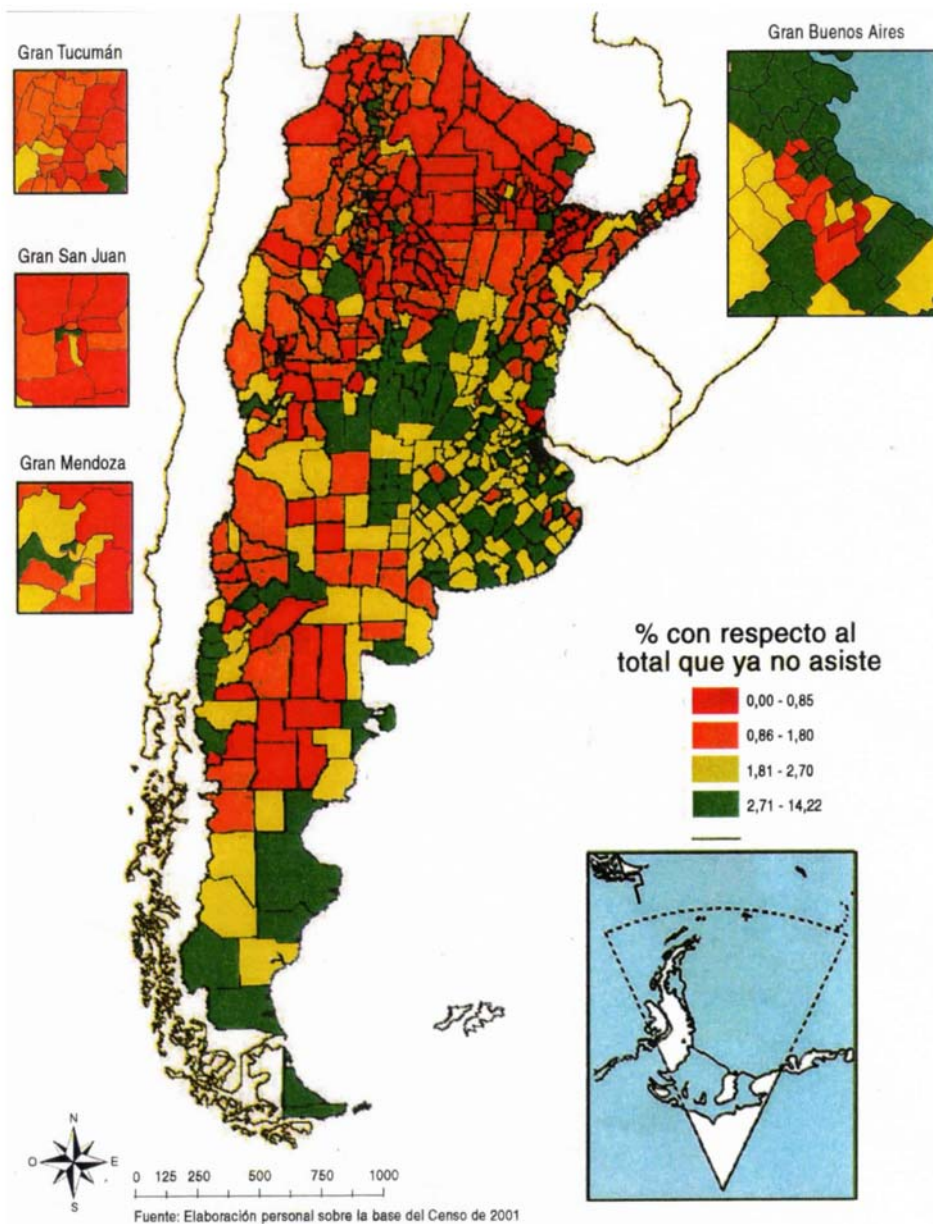 Gran Tucumán
Gran Buenos Aires
Gran San Juan
Gran Mendoza
% con respecto al
total que ya no asiste
0,00 - 0,85
0,86 - 1,80
1,81 - 2,70
2,71 - 14,22
N
O
E
S
0 125 250 500 750 1000
Fuente: Elaboración personal sobre la base del Censo de 2001